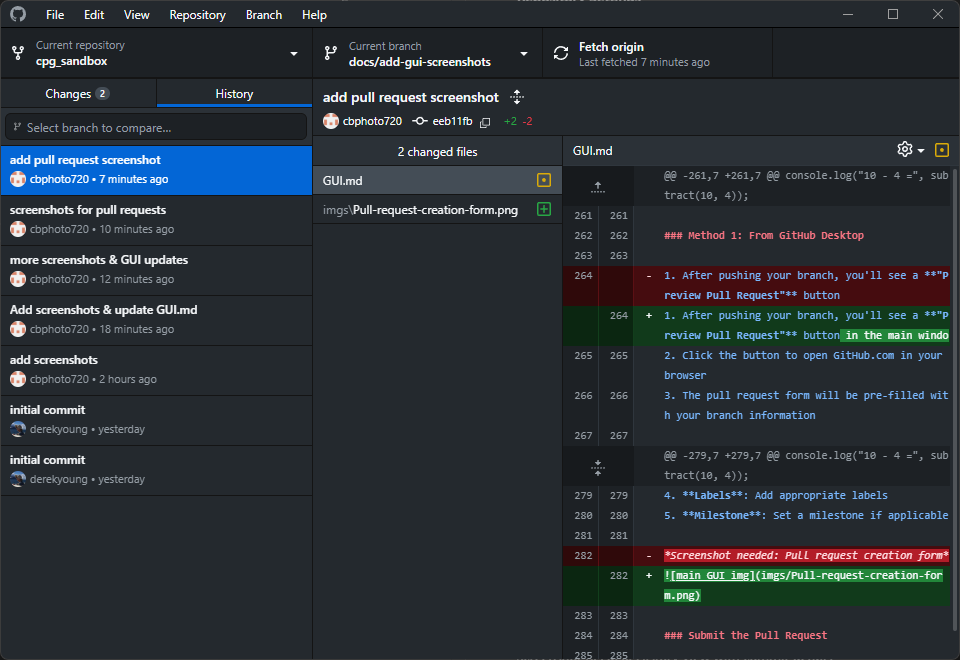 File Edit View Repository Branch Help
Current repository
cpg_sandbox
Current branch
docs/add-gui-screenshots
Fetch origin
Last fetched 7 minutes ago
Changes 2
History
Select branch to compare...
add pull request screenshot
cbphoto720 • 7 minutes ago
screenshots for pull requests
cbphoto720 • 10 minutes ago
more screenshots & GUI updates
cbphoto720 • 12 minutes ago
Add screenshots & update GUI.md
cbphoto720 • 18 minutes ago
add screenshots
cbphoto720 • 2 hours ago
initial commit
derekyoung • yesterday
initial commit
derekyoung • yesterday
add pull request screenshot
cbphoto720 eeb11fb +2 -2
2 changed files
GUI.md
imgs\Pull-request-creation-form.png
GUI.md
@@ -261,7 +261,7 @@ console.log("10 - 4 =", sub
tract(10, 4));
261 261
262 262 ### Method 1: From GitHub Desktop
263 263
264 - 1. After pushing your branch, you'll see a **"P
review Pull Request"** button
264 + 1. After pushing your branch, you'll see a **"P
review Pull Request"** button in the main windo
265 265 2. Click the button to open GitHub.com in your
browser
266 266 3. The pull request form will be pre-filled wit
h your branch information
267 267
@@ -279,7 +279,7 @@ console.log("10 - 4 =", sub
tract(10, 4));
279 279 4. **Labels**: Add appropriate labels
280 280 5. **Milestone**: Set a milestone if applicable
281 281
282 - *Screenshot needed: Pull request creation form*
282 + ![main GUI img](imgs/Pull-request-creation-for
m.png)
283 283
284 284 ### Submit the Pull Request
285 285